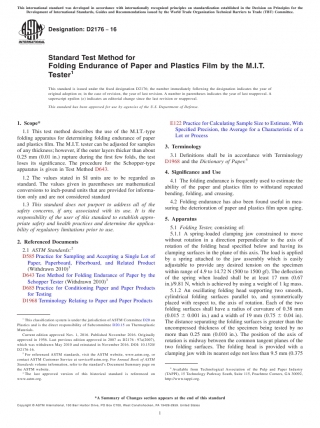 This international standard was developed in accordance with internationally recognized principles on standardization established in the Decision on Principles for the
Development of International Standards, Guides and Recommendations issued by the World Trade Organization Technical Barriers to Trade (TBT) Committee.
Designation: D2176 − 16
Standard Test Method for
Folding Endurance of Paper and Plastics Film by the M.I.T.
Tester1
This standard is issued under the fixed designation D2176; the number immediately following the designation indicates the year of
original adoption or, in the case of revision, the year of last revision. A number in parentheses indicates the year of last reapproval. A
superscript epsilon (ε) indicates an editorial change since the last revision or reapproval.
This standard has been approved for use by agencies of the U.S. Department of Defense.
1. Scope*
1.1 This test method describes the use of the M.I.T.-type
folding apparatus for determining folding endurance of paper
and plastics film. The M.I.T. tester can be adjusted for samples
of any thickness; however, if the outer layers thicker than about
0.25 mm (0.01 in.) rupture during the first few folds, the test
loses its significance. The procedure for the Schopper-type
apparatus is given in Test Method D643.
1.2 The values stated in SI units are to be regarded as
standard. The values given in parentheses are mathematical
conversions to inch-pound units that are provided for informa-
tion only and are not considered standard
1.3 This standard does not purport to address all of the
safety concerns, if any, associated with its use. It is the
responsibility of the user of this standard to establish appro-
priate safety and health practices and determine the applica-
bility of regulatory limitations prior to use.
2. Referenced Documents
2.1 ASTM Standards:2
D585 Practice for Sampling and Accepting a Single Lot of
Paper, Paperboard, Fiberboard, and Related Product
(Withdrawn 2010)3
D643 Test Method for Folding Endurance of Paper by the
Schopper Tester (Withdrawn 2010)3
D685 Practice for Conditioning Paper and Paper Products
for Testing
D1968 Terminology Relating to Paper and Paper Products
1 This classification system is under the jurisdiction of ASTM Committee D20 on
Plastics and is the direct responsibility of Subcommittee D20.15 on Thermoplastic
Materials.
Current edition approved Nov. 1, 2016. Published November 2016. Originally
approved in 1963. Last previous edition approved in 2007 as D2176 - 97a(2007),
which was withdrawn May 2010 and reinstated in November 2016. DOI: 10.1520/
D2176-16.
2 For referenced ASTM standards, visit the ASTM website, www.astm.org, or
contact ASTM Customer Service at service@astm.org. For Annual Book of ASTM
Standards volume information, refer to the standard's Document Summary page on
the ASTM website.
3 The last approved version of this historical standard is referenced on
www.astm.org.
E122 Practice for Calculating Sample Size to Estimate, With
Specified Precision, the Average for a Characteristic of a
Lot or Process
3. Terminology
3.1 Definitions shall be in accordance with Terminology
D1968 and the Dictionary of Paper4
4. Significance and Use
4.1 The folding endurance is frequently used to estimate the
ability of the paper and plastics film to withstand repeated
bending, folding, and creasing.
4.2 Folding endurance has also been found useful in mea-
suring the deterioration of paper and plastics film upon aging.
5. Apparatus
5.1 Folding Tester, consisting of:
5.1.1 A spring-loaded clamping jaw constrained to move
without rotation in a direction perpendicular to the axis of
rotation of the folding head specified below and having its
clamping surfaces in the plane of this axis. The load is applied
by a spring attached to the jaw assembly which is easily
adjustable to provide any desired tension on the specimen
within range of 4.9 to 14.72 N (500 to 1500 gf). The deflection
of the spring when loaded shall be at least 17 mm (0.67
in.)/9.80 N, which is achieved by using a weight of 1 kg mass.
5.1.2 An oscillating folding head supporting two smooth,
cylindrical folding surfaces parallel to, and symmetrically
placed with respect to, the axis of rotation. Each of the two
folding surfaces shall have a radius of curvature of 0.38 mm
(0.015 ± 0.001 in.) and a width of 19 mm (0.75 ± 0.04 in).
The distance separating the folding surfaces is greater than the
uncompressed thickness of the specimen being tested by no
more than 0.25 mm (0.010 in.). The position of the axis of
rotation is midway between the common tangent planes of the
two folding surfaces. The folding head is provided with a
clamping jaw with its nearest edge not less than 9.5 mm (0.375
4 Available from Technical Association of the Pulp and Paper Industry
(TAPPI), 15 Technology Parkway South, Suite 115, Peachtree Corners, GA 30092,
http://www.tappi.org.
*A Summary of Changes section appears at the end of this standard
1